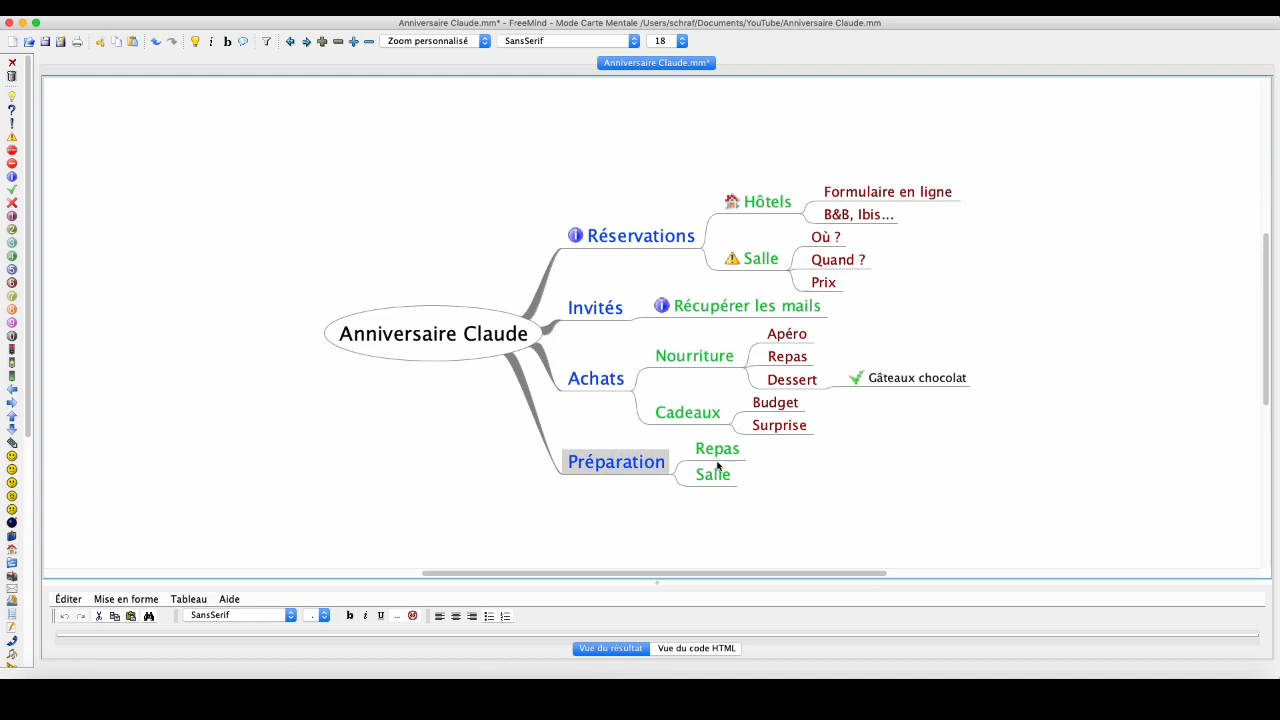 Anniversaire Claude.mm* - FreeMind - Mode Carte Mentale /Users/schraf/Documents/YouTube/Anniversaire Claude.mm
Zoom personnalisé SansSerif 18
Anniversaire Claude.mm*
Formulaire en ligne
Hôtels
B&B, Ibis...
Réservations
Où ?
Salle
Quand ?
Prix
Invités
Récupérer les mails
Anniversaire Claude
Apéro
Nourriture
Repas
Achats
Dessert
Gâteaux chocolat
Cadeaux
Budget
Surprise
Préparation
Repas
Salle
Éditer Mise en forme Tableau Aide
SansSerif
Vue du résultat Vue du code HTML